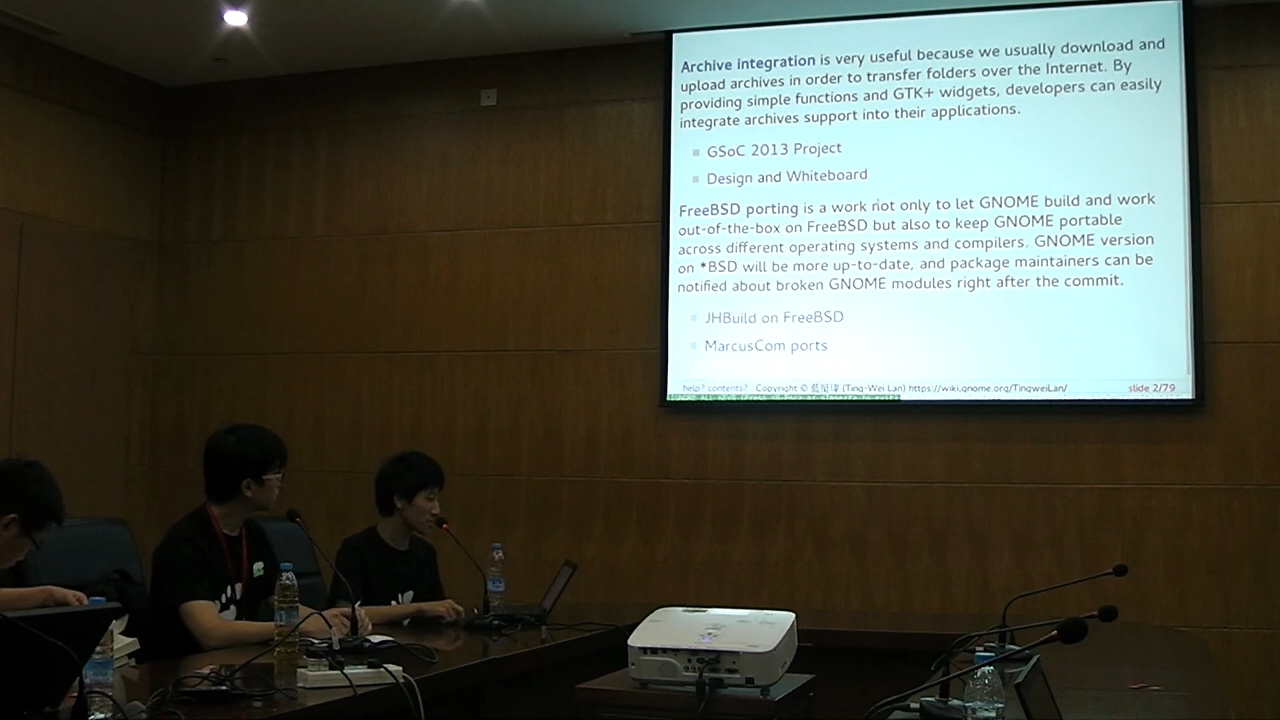 Archive integration is very useful because we usually download and
upload archives in order to transfer folders over the Internet. By
providing simple functions and GTK+ widgets, developers can easily
integrate archives support into their applications.
GSoC 2013 Project
Design and Whiteboard
FreeBSD porting is a work not only to let GNOME build and work
out-of-the-box on FreeBSD but also to keep GNOME portable
across different operating systems and compilers. GNOME version
on *BSD will be more up-to-date, and package maintainers can be
notified about broken GNOME modules right after the commit.
JHBuild on FreeBSD
MarcusCom ports
help? contents? Copyright © 藍挺瑋 (Ting-Wei Lan) https://wiki.gnome.org/TingweiLan/ slide 2/79